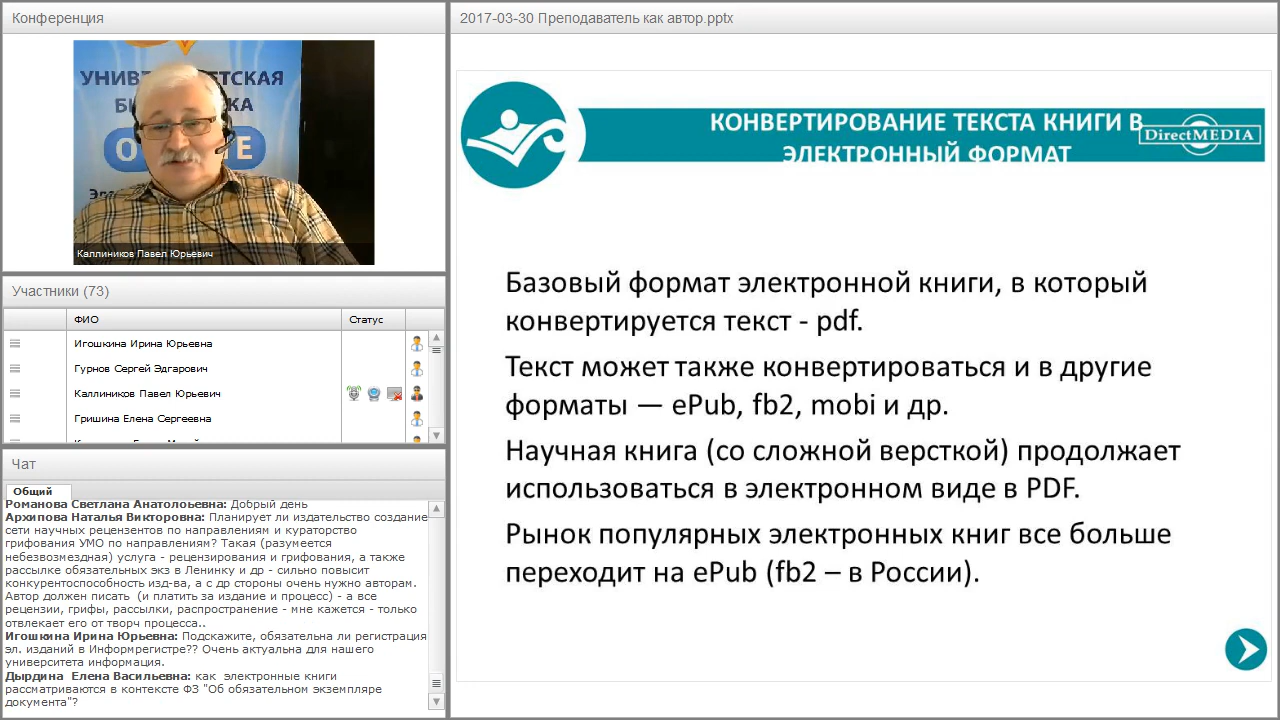 Конференция
УНИВ
ТСКАЯ
КА
Каллиников Павел Юрьевич
Участники (73)
ФИО
Статус
Игошкина Ирина Юрьевна
Гурнов Сергей Эдгарович
Каллиников Павел Юрьевич
Гришина Елена Сергеевна
Чат
Общий
Романова Светлана Анатолоьевна: Добрый день
Архипова Наталья Викторовна: Планирует ли издательство создание
сети научных рецензентов по направлениям и кураторство
грифования УМО по направлениям? Такая (разумеется
небезвозмездная) услуга - рецензирования и грифования, а также
рассылке обязательных экз в Ленинку и др - сильно повысит
конкурентоспособность изд-ва, а с др стороны очень нужно авторам.
Автор должен писать (и платить за издание и процесс) - а все
рецензии, грифы, рассылки, распространение - мне кажется - только
отвлекает его от творч процесса..
Игошкина Ирина Юрьевна: Подскажите, обязательна ли регистрация
эл. изданий в Информрегистре?? Очень актуальна для нашего
университета информация.
Дырдина Елена Васильевна: как электронные книги
рассматриваются в контексте ФЗ "Об обязательном экземпляре
документа"?
2017-03-30 Преподаватель как автор.pptx
КОНВЕРТИРОВАНИЕ ТЕКСТА КНИГИ В
ЭЛЕКТРОННЫЙ ФОРМАТ
DirectMEDIA
Базовый формат электронной книги, в который
конвертируется текст - pdf.
Текст может также конвертироваться и в другие
форматы — ePub, fb2, mobi и др.
Научная книга (со сложной версткой) продолжает
использоваться в электронном виде в PDF.
Рынок популярных электронных книг все больше
переходит на ePub (fb2 – в России).